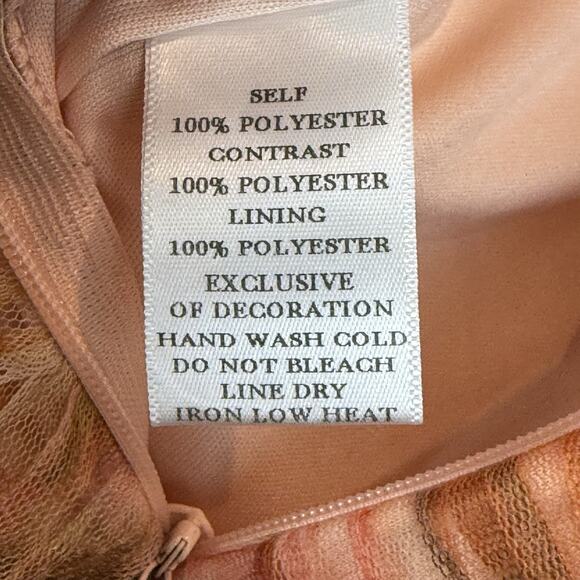 SELF
100% POLYESTER
CONTRAST
100% POLYESTER
LINING
100% POLYESTER
EXCLUSIVE
OF DECORATION
HAND WASH COLD
DO NOT BLEACH
LINE DRY
IRON LOW HEAT